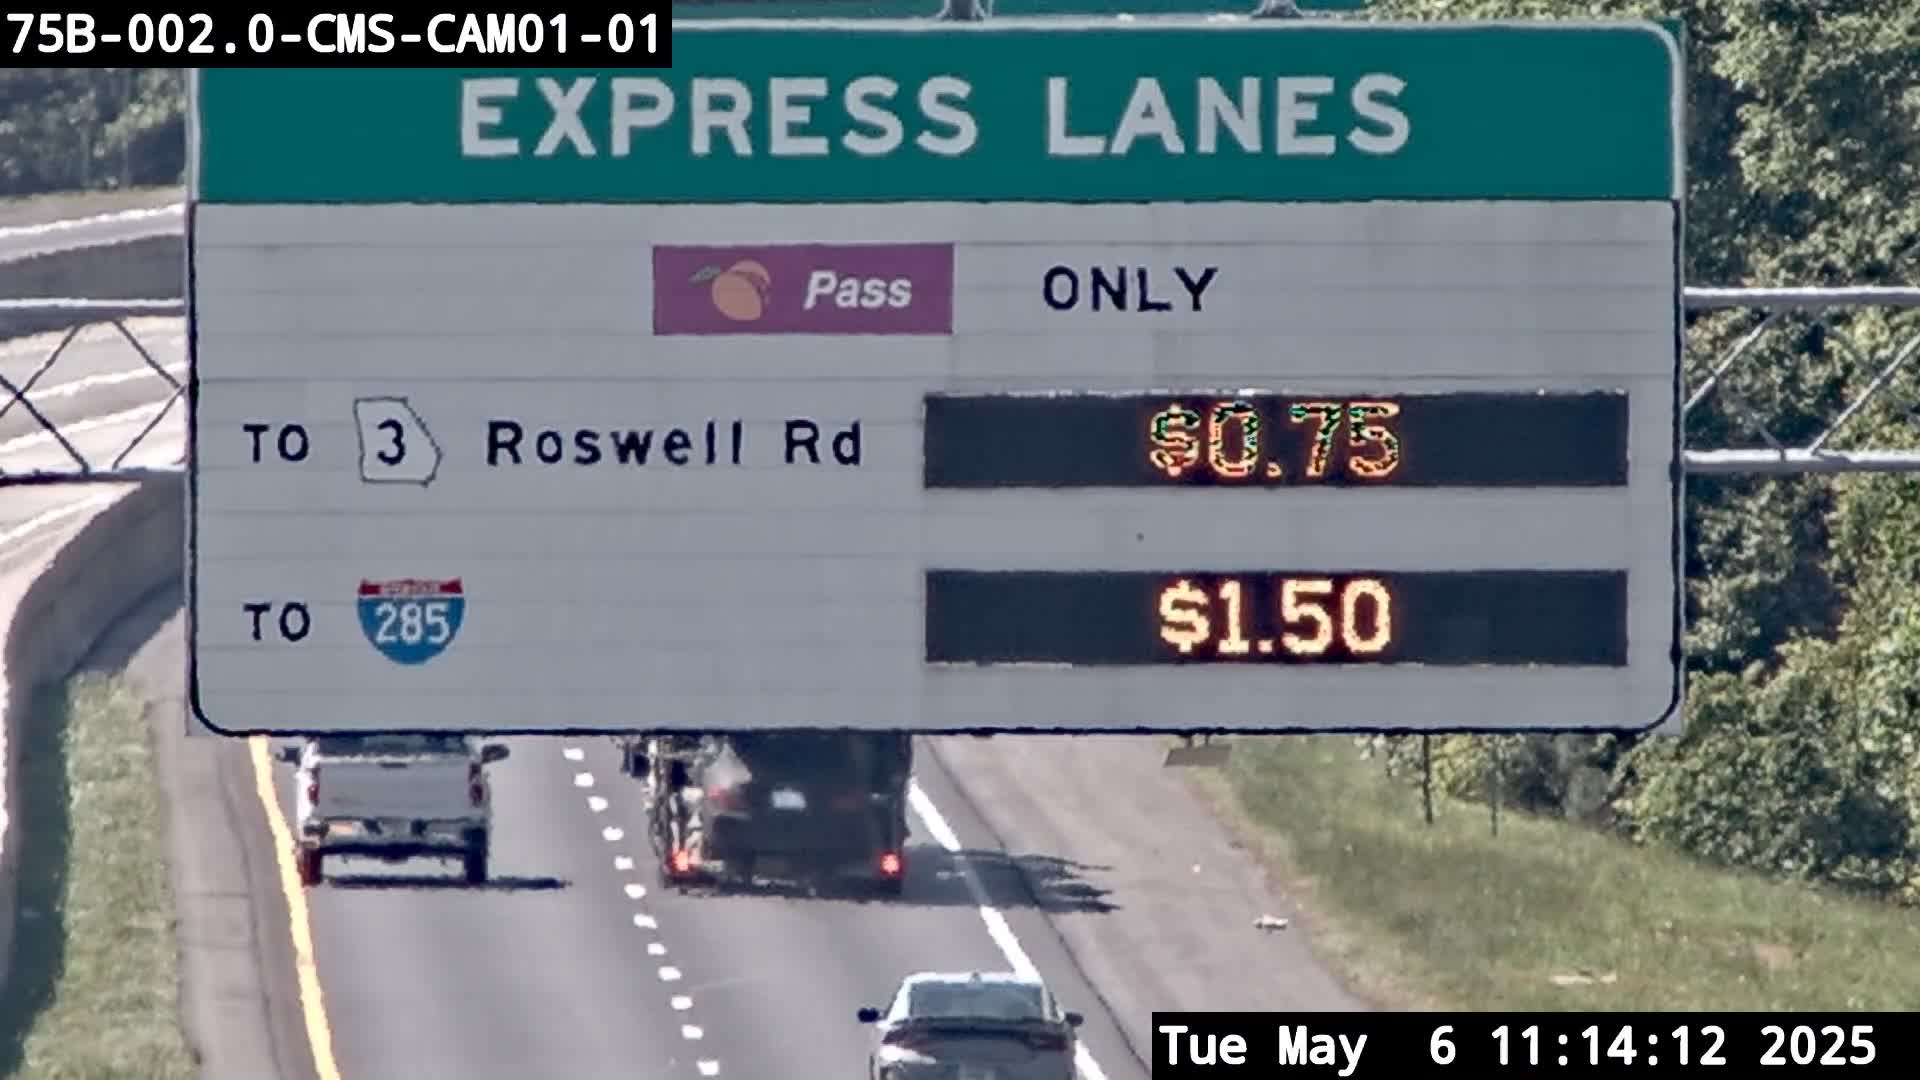 75B-002.0-CMS-CAM01-01
EXPRESS LANES
Pass ONLY
TO 3 Roswell Rd $0.75
TO 285 $1.50
Tue May 6 11:14:12 2025